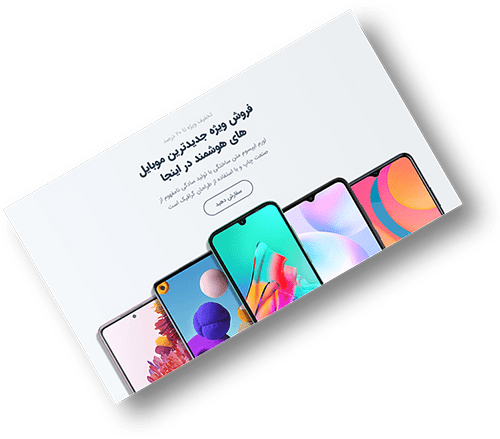 تخفیف ویژه تا ۲۰ درصد
فروش ویژه جدیدترین موبایل
های هوشمند در اینجا
لورم ایپسوم متن ساختگی با تولید سادگی نامفهوم از
صنعت چاپ و با استفاده از طراحان گرافیک است
سفارش دهید